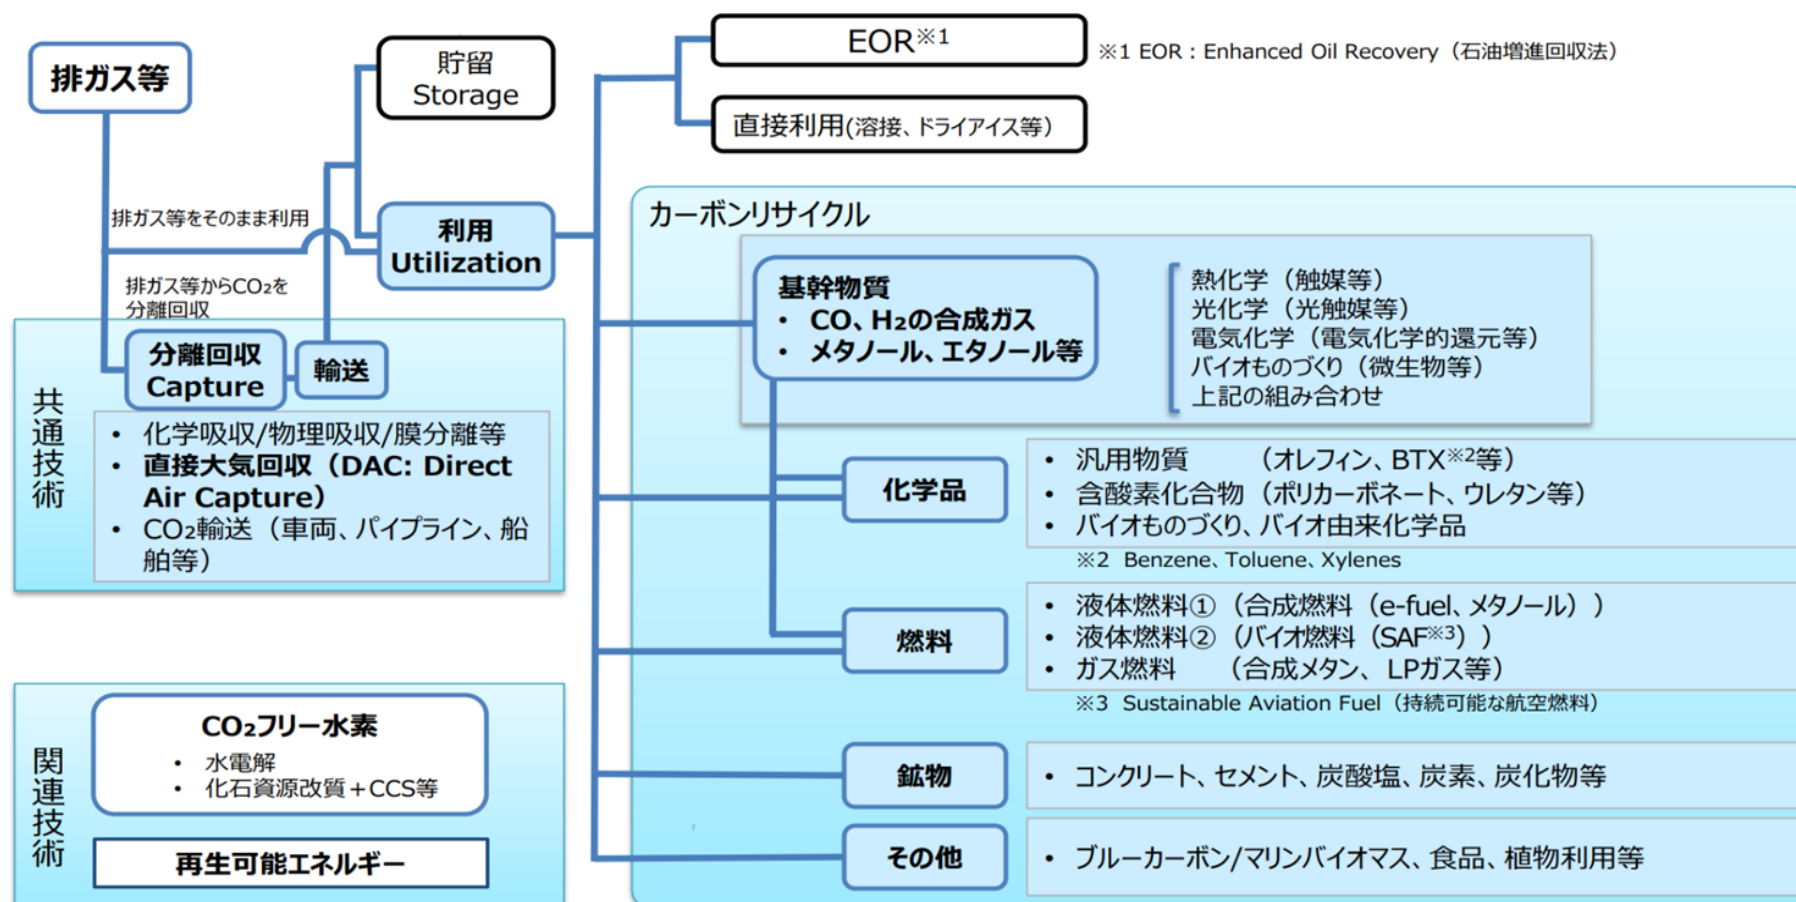 排ガス等
貯留
Storage
EOR※1
※1 EOR：Enhanced Oil Recovery（石油増進回収法）
直接利用(溶接、ドライアイス等）
排ガス等をそのまま利用
利用
Utilization
排ガス等からCO₂を
分離回収
共通技術
分離回収
Capture
輸送
• 化学吸収/物理吸収/膜分離等
• 直接大気回収（DAC: Direct
Air Capture）
• CO₂輸送（車両、パイプライン、船
舶等）
関連技術
CO₂フリー水素
• 水電解
• 化石資源改質＋CCS等
再生可能エネルギー
カーボンリサイクル
基幹物質
• CO、H₂の合成ガス
• メタノール、エタノール等
熱化学（触媒等）
光化学（光触媒等）
電気化学（電気化学的還元等）
バイオものづくり（微生物等）
上記の組み合わせ
化学品
• 汎用物質　　（オレフィン、BTX※2等）
• 含酸素化合物（ポリカーボネート、ウレタン等）
• バイオものづくり、バイオ由来化学品
※2 Benzene、Toluene、Xylenes
燃料
• 液体燃料①（合成燃料（e-fuel、メタノール））
• 液体燃料②（バイオ燃料（SAF※3））
• ガス燃料　　（合成メタン、LPガス等）
※3 Sustainable Aviation Fuel（持続可能な航空燃料）
鉱物
• コンクリート、セメント、炭酸塩、炭素、炭化物等
その他
• ブルーカーボン/マリンバイオマス、食品、植物利用等